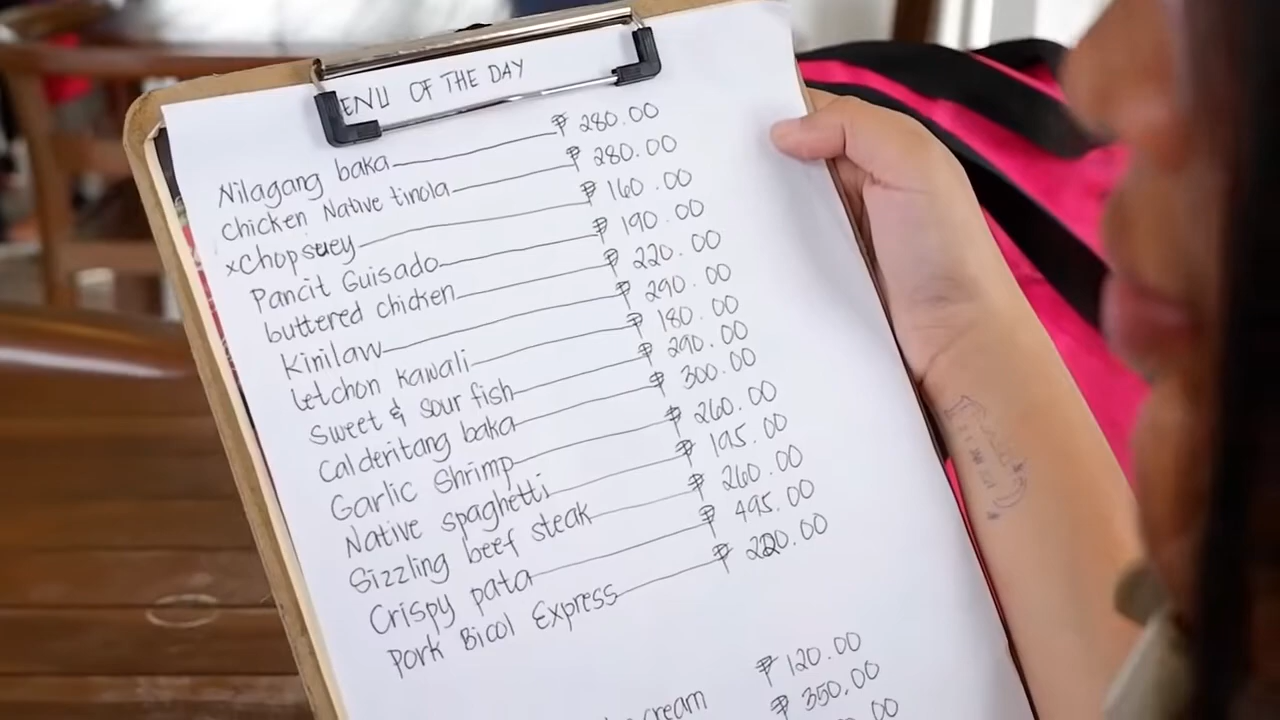 ENU OF THE DAY
Nilagang baka ₱ 280.00
chicken Native tinola ₱ 280.00
xChopsuey ₱ 160.00
Pancit Guisado ₱ 190.00
buttered chicken ₱ 220.00
Kinilaw ₱ 290.00
letchon kawali ₱ 180.00
Sweet & sour fish ₱ 290.00
Calderitang baka ₱ 300.00
Garlic Shrimp ₱ 260.00
Native spaghetti ₱ 195.00
Sizzling beef steak ₱ 260.00
Crispy pata ₱ 495.00
Pork Bicol Express ₱ 220.00
cream ₱ 120.00
₱ 350.00